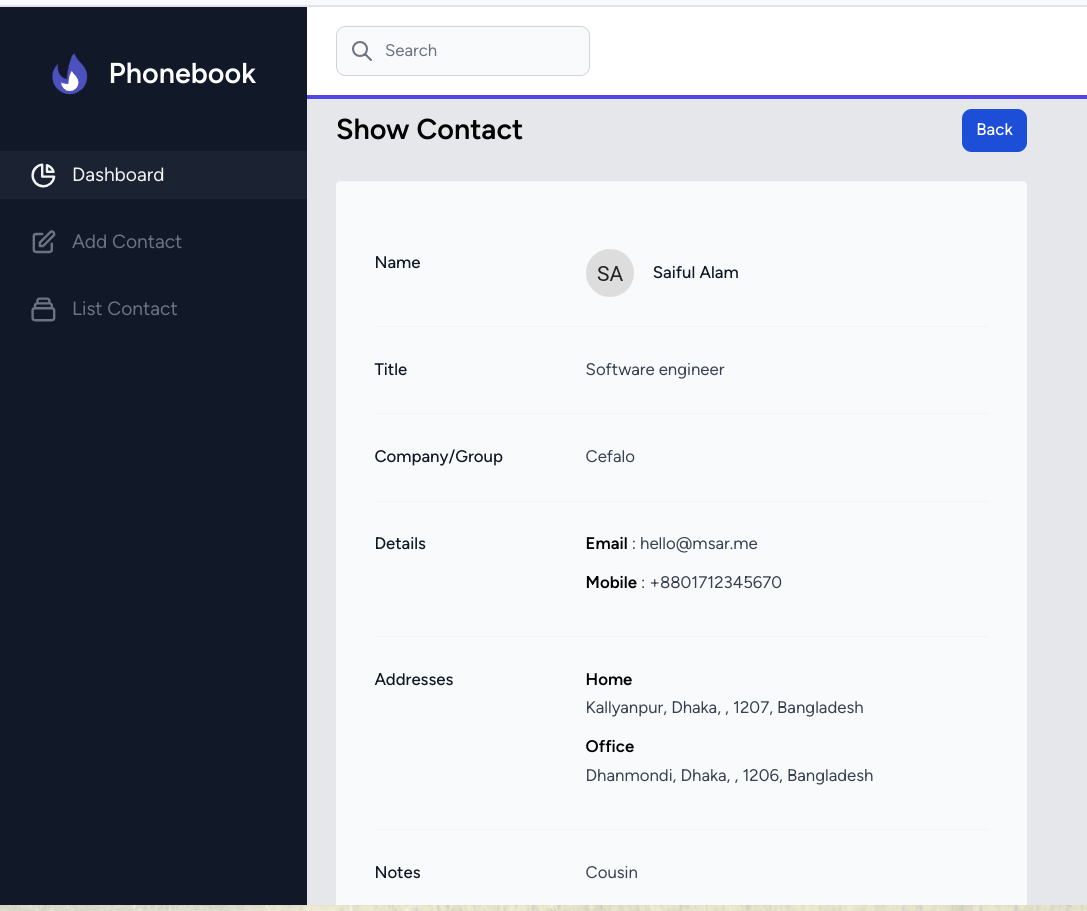 Phonebook
Dashboard
Add Contact
List Contact
Search
Show Contact
Back
Name
SA
Saiful Alam
Title
Software engineer
Company/Group
Cefalo
Details
Email : hello@msar.me
Mobile : +8801712345670
Addresses
Home
Kallyanpur, Dhaka, , 1207, Bangladesh
Office
Dhanmondi, Dhaka, , 1206, Bangladesh
Notes
Cousin